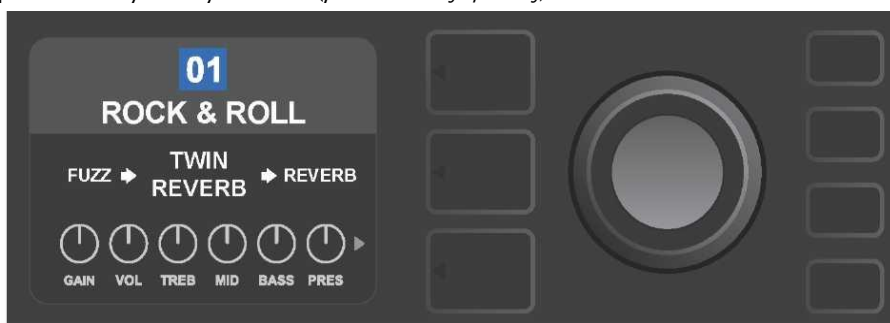 01
ROCK & ROLL
FUZZ TWIN REVERB REVERB
GAIN VOL TREB MID BASS PRES